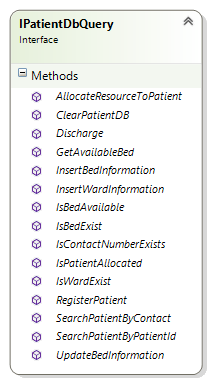 IPatientDbQuery
Interface
Methods
AllocateResourceToPatient
ClearPatientDB
Discharge
GetAvailableBed
InsertBedInformation
InsertWardInformation
IsBedAvailable
IsBedExist
IsContactNumberExists
IsPatientAllocated
IsWardExist
RegisterPatient
SearchPatientByContact
SearchPatientByPatientId
UpdateBedInformation